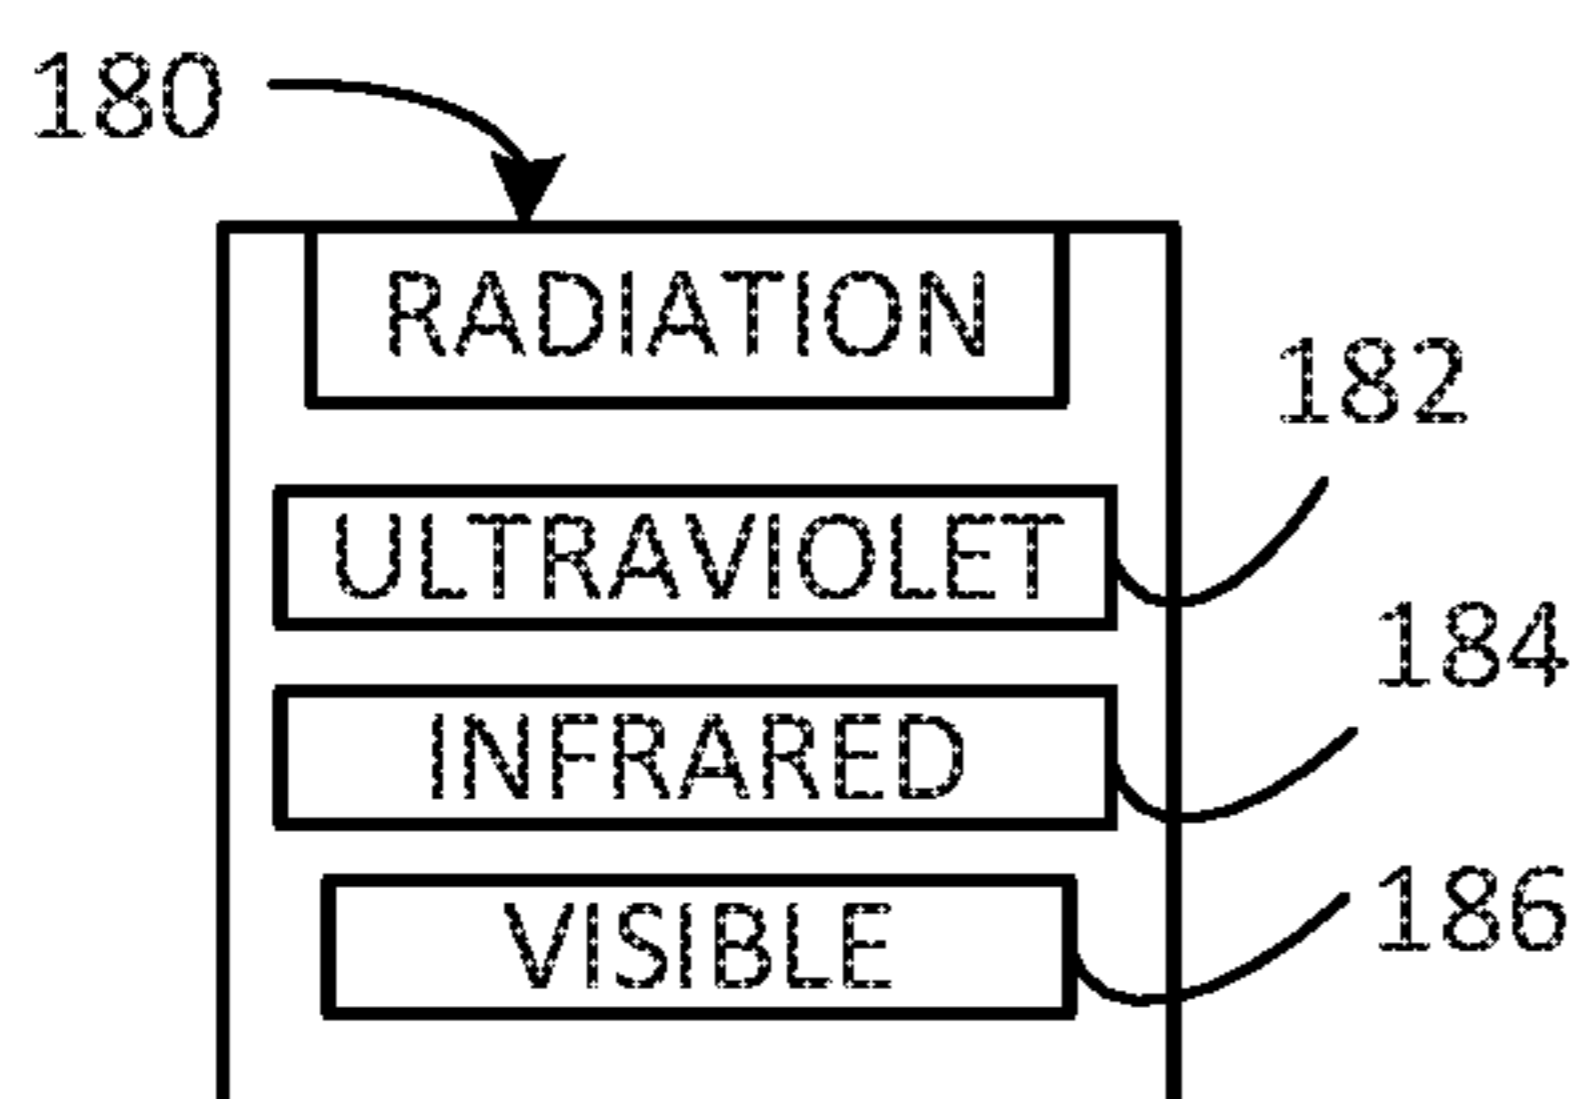 180
RADIATION
182
ULTRAVIOLET
184
INFRARED
186
VISIBLE